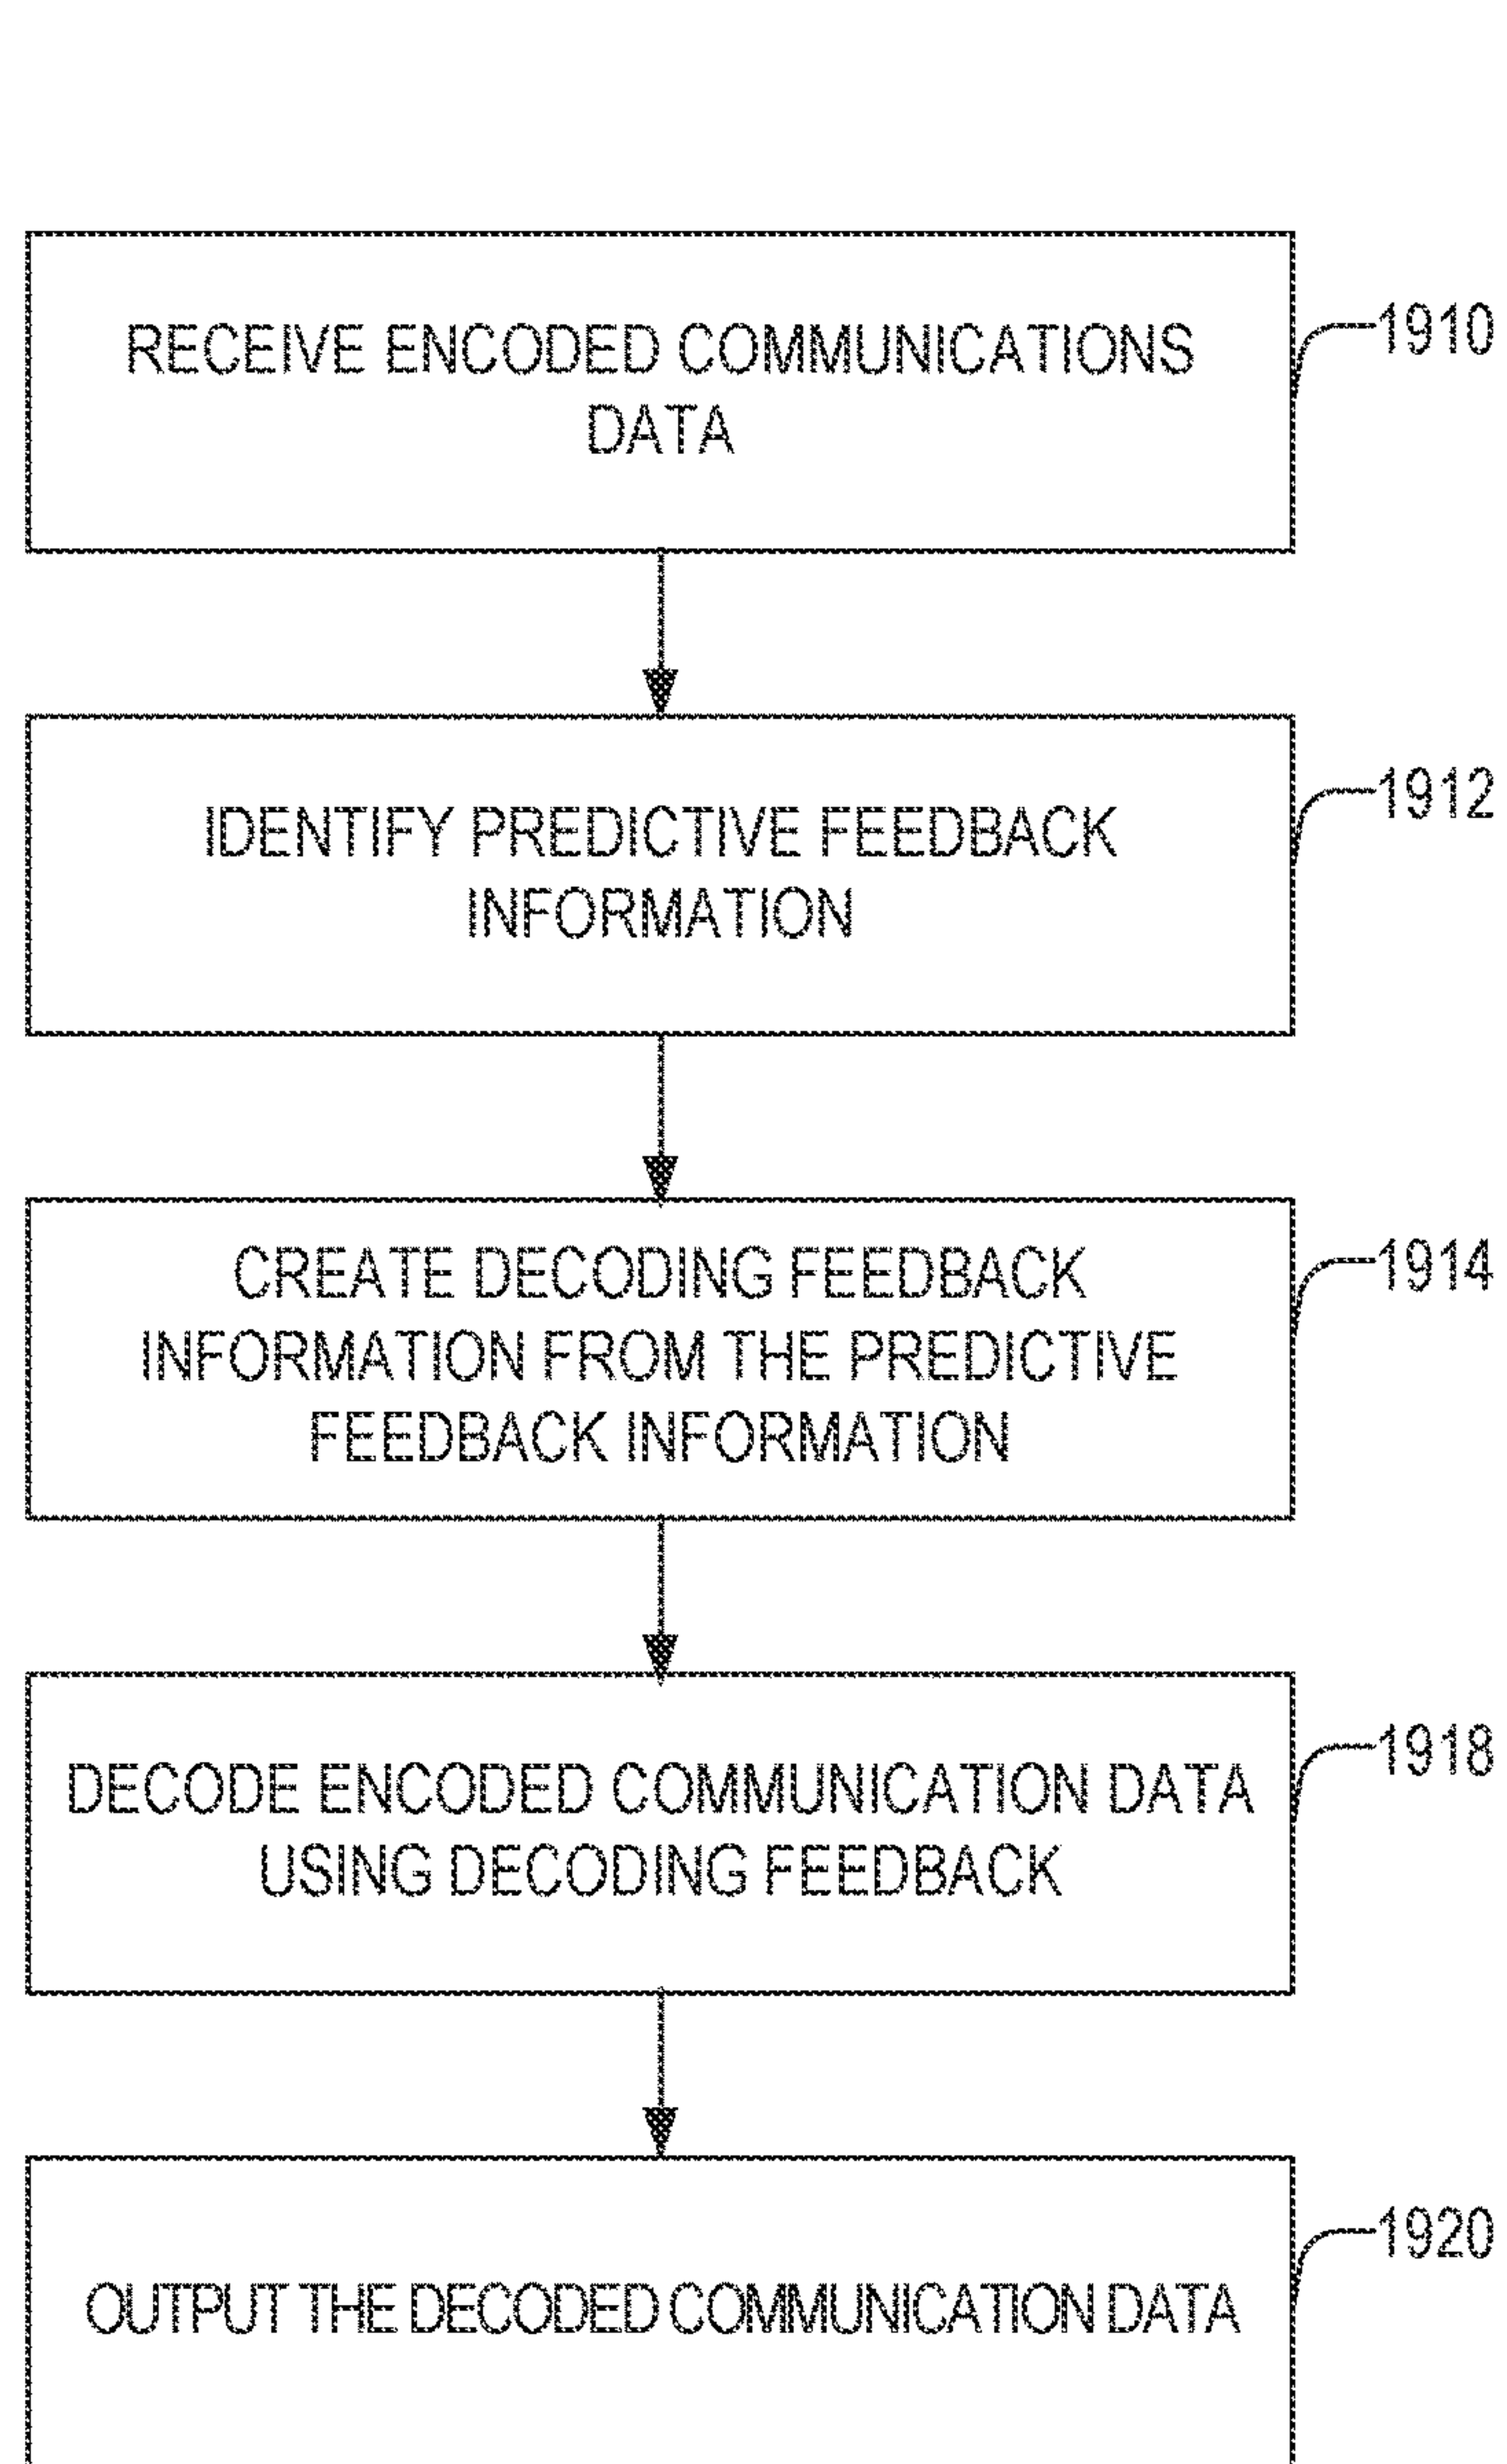 RECEIVE ENCODED COMMUNICATIONS
DATA
1910
IDENTIFY PREDICTIVE FEEDBACK
INFORMATION
1912
CREATE DECODING FEEDBACK
INFORMATION FROM THE PREDICTIVE
FEEDBACK INFORMATION
1914
DECODE ENCODED COMMUNICATION DATA
USING DECODING FEEDBACK
1918
OUTPUT THE DECODED COMMUNICATION DATA
1920